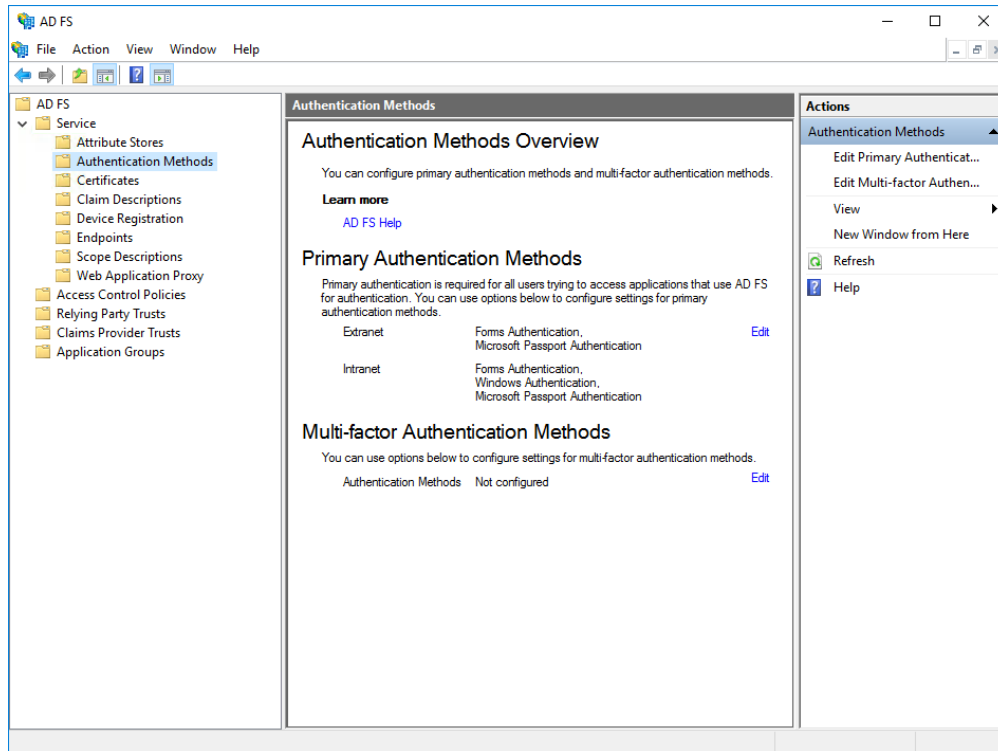 AD FS
File Action View Window Help
AD FS
Service
Attribute Stores
Authentication Methods
Certificates
Claim Descriptions
Device Registration
Endpoints
Scope Descriptions
Web Application Proxy
Access Control Policies
Relying Party Trusts
Claims Provider Trusts
Application Groups
Authentication Methods
Authentication Methods Overview
You can configure primary authentication methods and multi-factor authentication methods.
Learn more
AD FS Help
Primary Authentication Methods
Primary authentication is required for all users trying to access applications that use AD FS
for authentication. You can use options below to configure settings for primary
authentication methods.
Extranet Forms Authentication, Edit
Microsoft Passport Authentication
Intranet Forms Authentication,
Windows Authentication,
Microsoft Passport Authentication
Multi-factor Authentication Methods
You can use options below to configure settings for multi-factor authentication methods.
Authentication Methods Not configured Edit
Actions
Authentication Methods
Edit Primary Authenticat...
Edit Multi-factor Authen...
View
New Window from Here
Refresh
Help